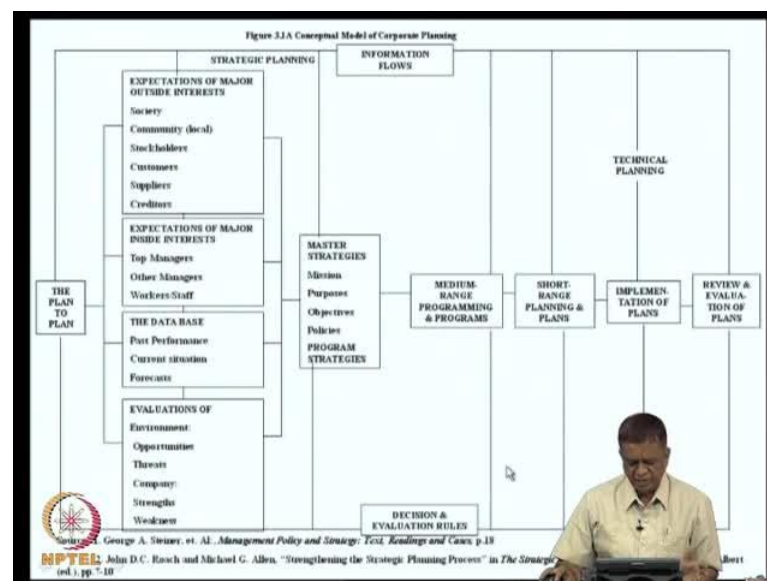 Figure 3.1A Conceptual Model of Corporate Planning
STRATEGIC PLANNING
INFORMATION
FLOWS
EXPECTATIONS OF MAJOR
OUTSIDE INTERESTS
Society
Community (local)
Stockholders
Customers
Suppliers
Creditors
TECHNICAL
PLANNING
EXPECTATIONS OF MAJOR
INSIDE INTERESTS
Top Managers
Other Managers
Workers/Staff
THE
PLAN
TO
PLAN
THE DATA BASE
Past Performance
Current situation
Forecasts
EVALUATIONS OF
Environment:
Opportunities
Threats
Company:
Strengths
Weakness
MASTER
STRATEGIES
Mission
Purposes
Objectives
Policies
PROGRAM
STRATEGIES
MEDIUM-
RANGE
PROGRAMMING
& PROGRAMS
SHORT-
RANGE
PLANNING &
PLANS
IMPLEMEN-
TATION OF
PLANS
REVIEW &
EVALUA-
TION OF
PLANS
DECISION &
EVALUATION RULES
George A. Steiner, et. Al., Management Policy and Strategy: Text, Readings and Cases, p.18
NPTEL John D.C. Roach and Michael G. Allen, "Strengthening the Strategic Planning Process" in The Strategic
(ed.), pp. 7-10